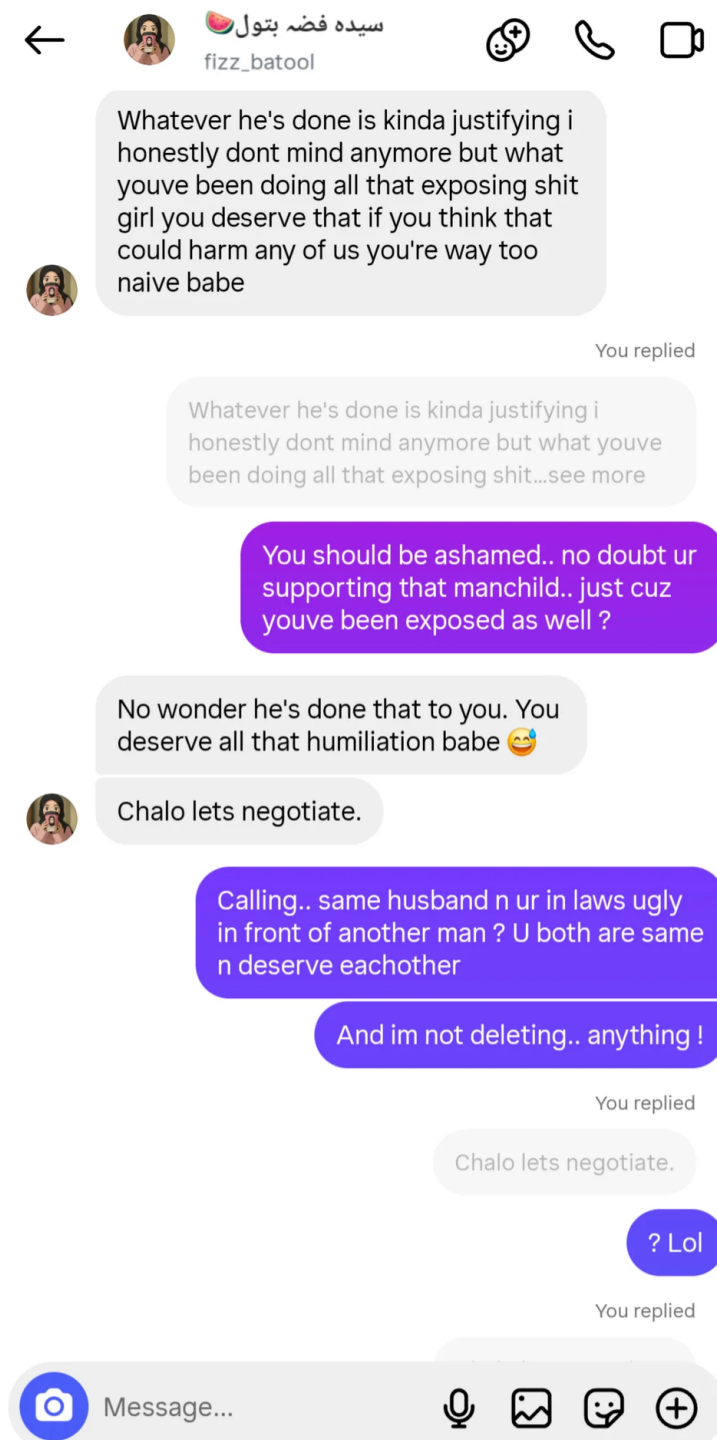 سیدہ فضہ بتول🍉
fizz_batool
Whatever he's done is kinda justifying i
honestly dont mind anymore but what
youve been doing all that exposing shit
girl you deserve that if you think that
could harm any of us you're way too
naive babe
You replied
Whatever he's done is kinda justifying i
honestly dont mind anymore but what youve
been doing all that exposing shit...see more
You should be ashamed.. no doubt ur
supporting that manchild.. just cuz
youve been exposed as well ?
No wonder he's done that to you. You
deserve all that humiliation babe 😅
Chalo lets negotiate.
Calling.. same husband n ur in laws ugly
in front of another man ? U both are same
n deserve eachother
And im not deleting.. anything !
You replied
Chalo lets negotiate.
? Lol
You replied
Message...